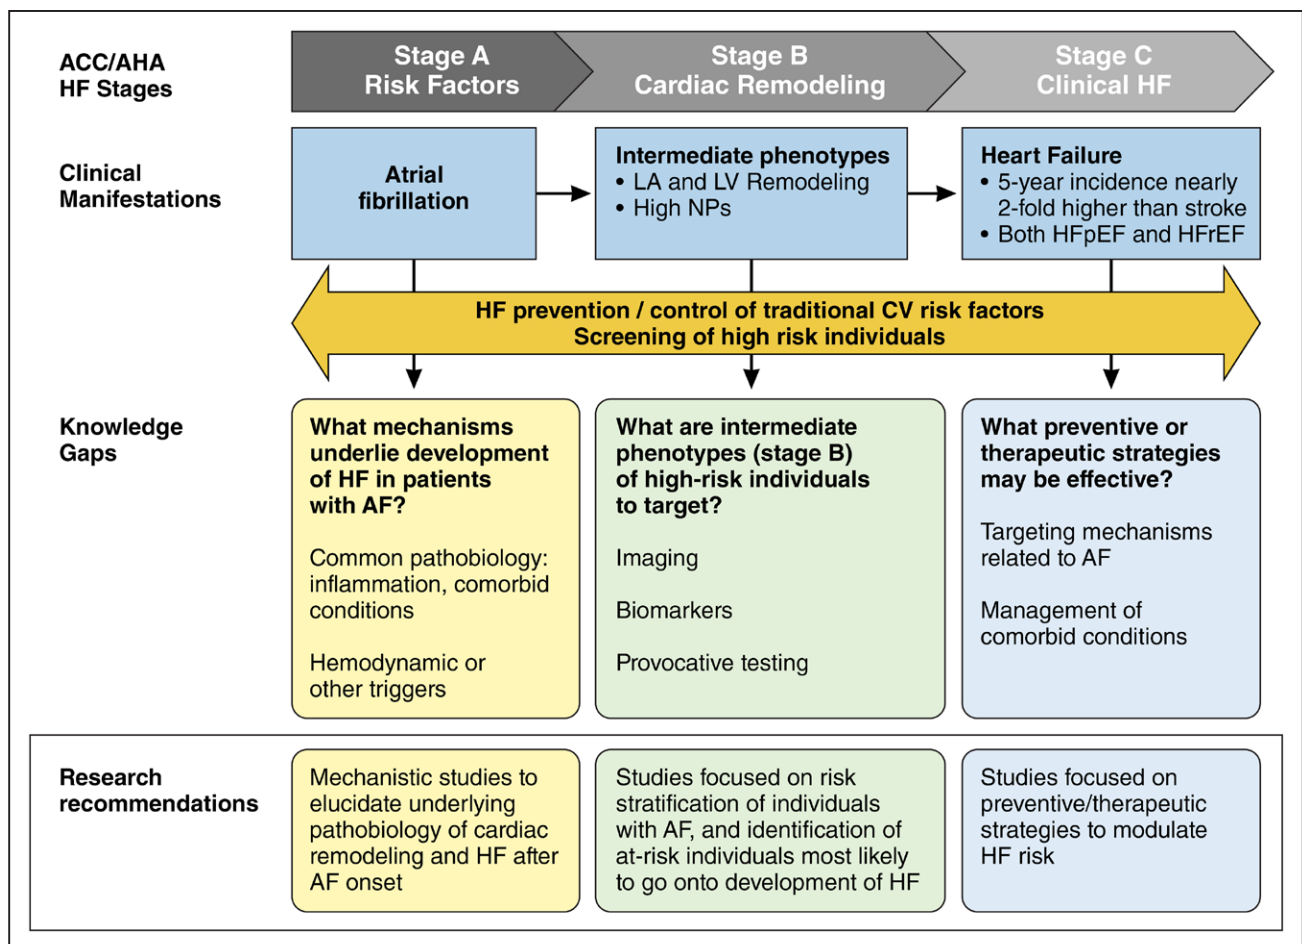 ACC/AHA
HF Stages
Stage A
Risk Factors
Stage B
Cardiac Remodeling
Stage C
Clinical HF
Clinical
Manifestations
Atrial
fibrillation
Intermediate phenotypes
• LA and LV Remodeling
• High NPs
Heart Failure
• 5-year incidence nearly
2-fold higher than stroke
• Both HFpEF and HFrEF
HF prevention / control of traditional CV risk factors
Screening of high risk individuals
Knowledge
Gaps
What mechanisms
underlie development
of HF in patients
with AF?
Common pathobiology:
inflammation, comorbid
conditions
Hemodynamic or
other triggers
What are intermediate
phenotypes (stage B)
of high-risk individuals
to target?
Imaging
Biomarkers
Provocative testing
What preventive or
therapeutic strategies
may be effective?
Targeting mechanisms
related to AF
Management of
comorbid conditions
Research
recommendations
Mechanistic studies to
elucidate underlying
pathobiology of cardiac
remodeling and HF after
AF onset
Studies focused on risk
stratification of individuals
with AF, and identification of
at-risk individuals most likely
to go onto development of HF
Studies focused on
preventive/therapeutic
strategies to modulate
HF risk